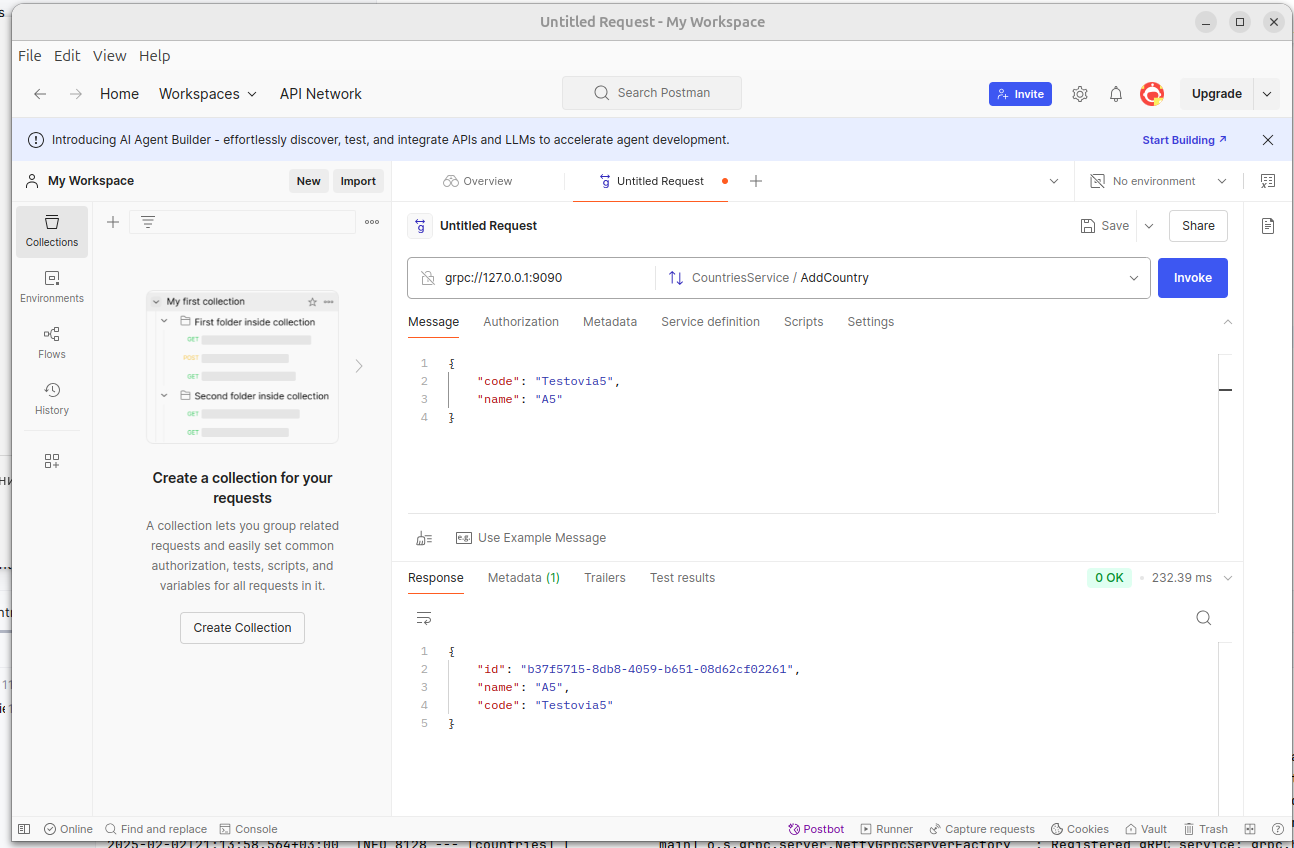 Untitled Request - My Workspace
File Edit View Help
Home Workspaces API Network
Search Postman
Invite
Upgrade
Introducing AI Agent Builder - effortlessly discover, test, and integrate APIs and LLMs to accelerate agent development.
Start Building
My Workspace
New
Import
Overview
Untitled Request
No environment
Collections
Environments
Flows
History
My first collection
First folder inside collection
GET
POST
GET
Second folder inside collection
GET
GET
Create a collection for your
requests
A collection lets you group related
requests and easily set common
authorization, tests, scripts, and
variables for all requests in it.
Create Collection
Untitled Request
Save
Share
grpc://127.0.0.1:9090
CountriesService / AddCountry
Invoke
Message Authorization Metadata Service definition Scripts Settings
1 {
2 "code": "Testovia5",
3 "name": "A5"
4 }
Use Example Message
Response Metadata (1) Trailers Test results
0 OK
232.39 ms
1 {
2 "id": "b37f5715-8db8-4059-b651-08d62cf02261",
3 "name": "A5",
4 "code": "Testovia5"
5 }
Online Find and replace Console
Postbot Runner Capture requests Cookies Vault Trash
2025-02-02T21:13:58.564+03:00 INFO 8128 --- [countries] [ main] o.s.grpc.server.NettyGrpcServerFactory : Registered gRPC service: grpc.